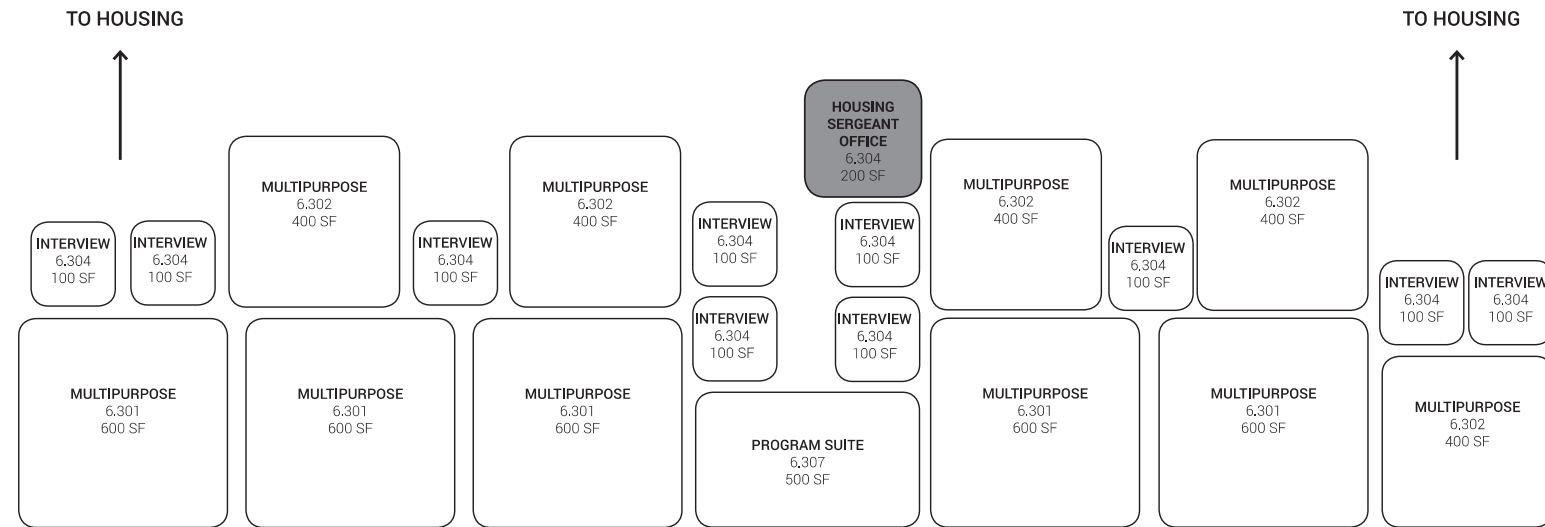 TO HOUSING
TO HOUSING
HOUSING
SERGEANT
OFFICE
6.304
200 SF
MULTIPURPOSE
6.302
400 SF
MULTIPURPOSE
6.302
400 SF
MULTIPURPOSE
6.302
400 SF
MULTIPURPOSE
6.302
400 SF
INTERVIEW
6.304
100 SF
INTERVIEW
6.304
100 SF
INTERVIEW
6.304
100 SF
INTERVIEW
6.304
100 SF
INTERVIEW
6.304
100 SF
INTERVIEW
6.304
100 SF
INTERVIEW
6.304
100 SF
INTERVIEW
6.304
100 SF
INTERVIEW
6.304
100 SF
INTERVIEW
6.304
100 SF
MULTIPURPOSE
6.301
600 SF
MULTIPURPOSE
6.301
600 SF
MULTIPURPOSE
6.301
600 SF
PROGRAM SUITE
6.307
500 SF
MULTIPURPOSE
6.301
600 SF
MULTIPURPOSE
6.301
600 SF
MULTIPURPOSE
6.302
400 SF